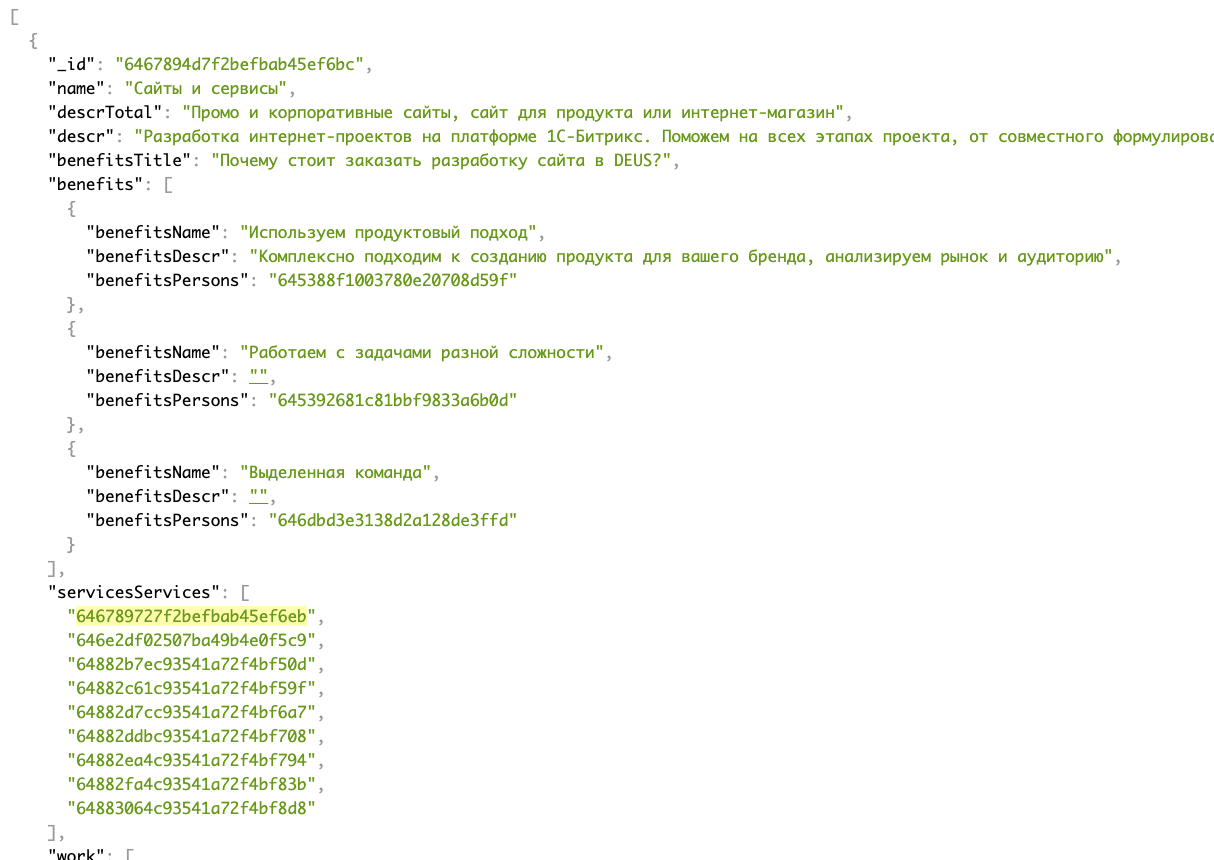 [
{
"_id": "6467894d7f2befbab45ef6bc",
"name": "Сайты и сервисы",
"descrTotal": "Промо и корпоративные сайты, сайт для продукта или интернет-магазин",
"descr": "Разработка интернет-проектов на платформе 1С-Битрикс. Поможем на всех этапах проекта, от совместного формулирова
"benefitsTitle": "Почему стоит заказать разработку сайта в DEUS?",
"benefits": [
{
"benefitsName": "Используем продуктовый подход",
"benefitsDescr": "Комплексно подходим к созданию продукта для вашего бренда, анализируем рынок и аудиторию",
"benefitsPersons": "645388f1003780e20708d59f"
},
{
"benefitsName": "Работаем с задачами разной сложности",
"benefitsDescr": "",
"benefitsPersons": "645392681c81bbf9833a6b0d"
},
{
"benefitsName": "Выделенная команда",
"benefitsDescr": "",
"benefitsPersons": "646dbd3e3138d2a128de3ffd"
}
],
"servicesServices": [
"646789727f2befbab45ef6eb",
"646e2df02507ba49b4e0f5c9",
"64882b7ec93541a72f4bf50d",
"64882c61c93541a72f4bf59f",
"64882d7cc93541a72f4bf6a7",
"64882ddbc93541a72f4bf708",
"64882ea4c93541a72f4bf794",
"64882fa4c93541a72f4bf83b",
"64883064c93541a72f4bf8d8"
],
"work": [